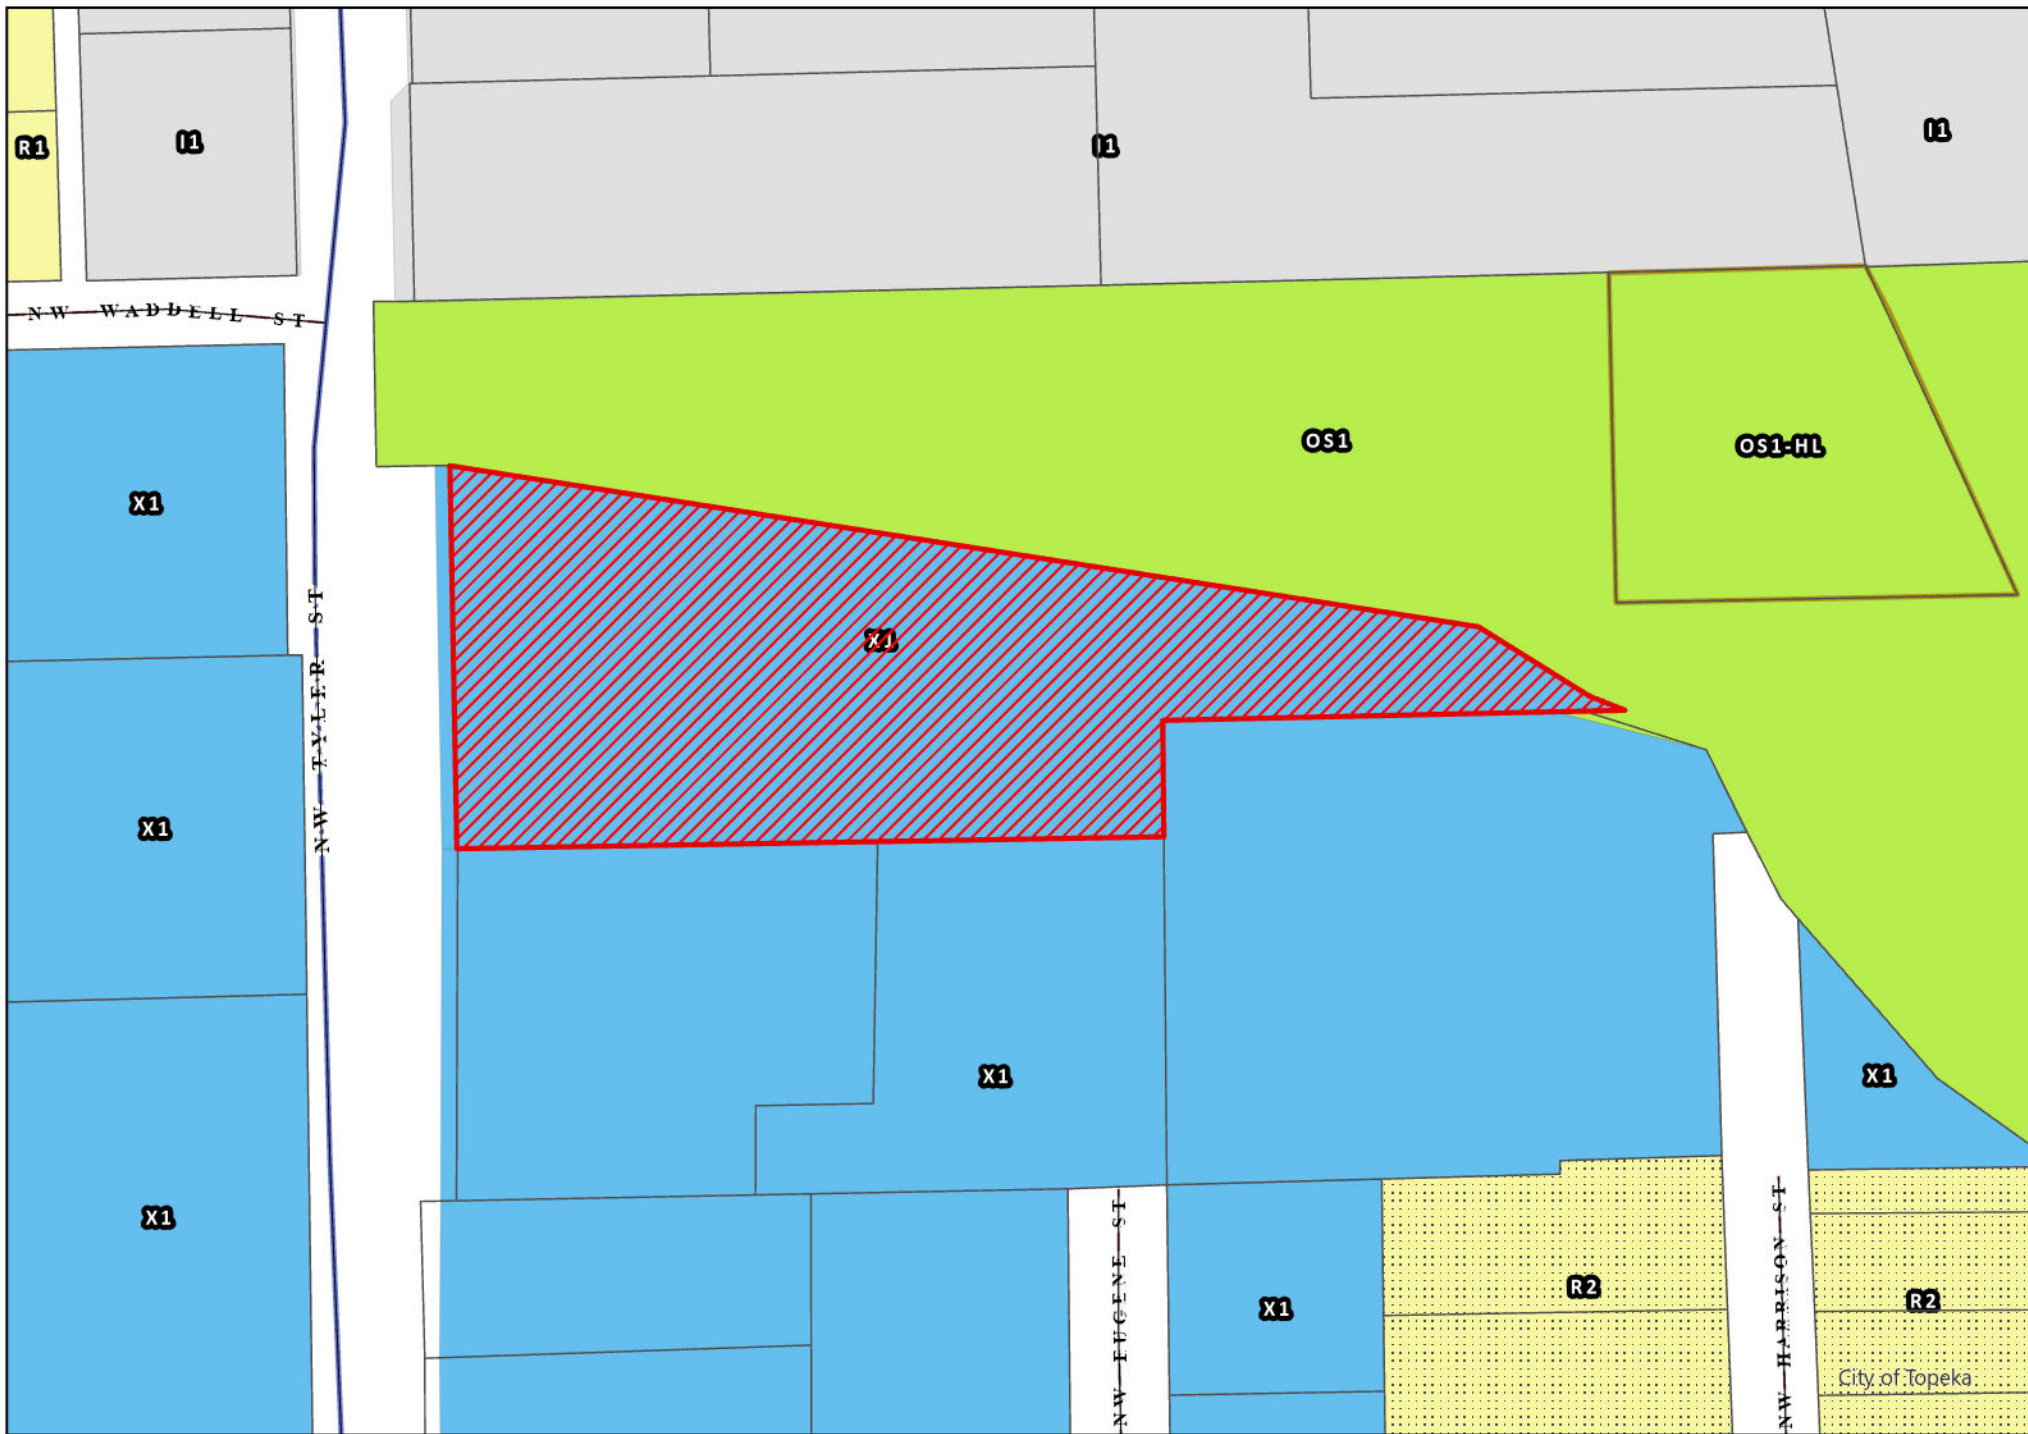 R1
I1
I1
I1
NW WADDELL ST
OS1
OS1-HL
X1
X1
NW TYLER ST
X1
X1
X1
X1
NW EUGENE ST
X1
R2
NW HARRISON ST
R2
City of Topeka